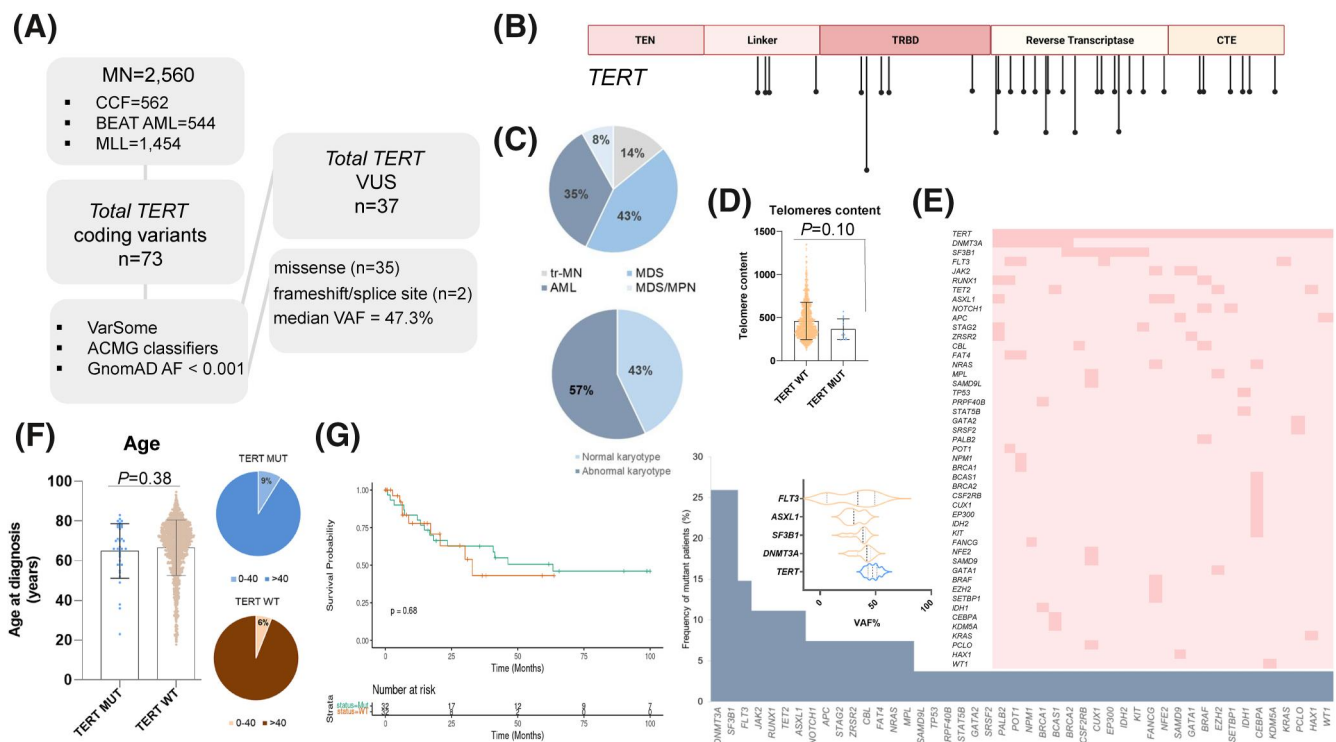 (A)
MN=2,560
▪ CCF=562
▪ BEAT AML=544
▪ MLL=1,454
Total TERT
coding variants
n=73
▪ VarSome
▪ ACMG classifiers
▪ GnomAD AF < 0.001
Total TERT
VUS
n=37
missense (n=35)
frameshift/splice site (n=2)
median VAF = 47.3%
(B)
TEN Linker TRBD Reverse Transcriptase CTE
TERT
(C)
8%
14%
35%
43%
tr-MN MDS
AML MDS/MPN
43%
57%
Normal karyotype
Abnormal karyotype
(D)
Telomeres content
P=0.10
Telomere content
1500
1000
500
0
TERT WT
TERT MUT
(E)
TERT
DNMT3A
SF3B1
FLT3
JAK2
RUNX1
TET2
ASXL1
NOTCH1
APC
STAG2
ZRSR2
CBL
FAT4
NRAS
MPL
SAMD9L
TP53
PRPF40B
STAT5B
GATA2
SRSF2
PALB2
POT1
NPM1
BRCA1
BCAS1
BRCA2
CSF2RB
CUX1
EP300
IDH2
KIT
FANCG
NFE2
SAMD9
GATA1
BRAF
EZH2
SETBP1
IDH1
CEBPA
KDM5A
KRAS
PCLO
HAX1
WT1
Frequency of mutant patients (%)
30
25
20
15
10
5
0
FLT3
ASXL1
SF3B1
DNMT3A
TERT
0 50 100
VAF%
DNMT3A
SF3B1
FLT3
JAK2
RUNX1
TET2
ASXL1
NOTCH1
APC
STAG2
ZRSR2
CBL
FAT4
NRAS
MPL
SAMD9L
TP53
RPF40B
STAT5B
GATA2
SRSF2
PALB2
POT1
NPM1
BRCA1
BCAS1
BRCA2
CSF2RB
CUX1
EP300
IDH2
KIT
FANCG
NFE2
SAMD9
GATA1
BRAF
EZH2
SETBP1
IDH1
CEBPA
KDM5A
KRAS
PCLO
HAX1
WT1
(F)
Age
P=0.38
Age at diagnosis
(years)
100
80
60
40
20
0
TERT MUT
TERT WT
TERT MUT
9%
0-40 >40
TERT WT
6%
0-40 >40
(G)
Survival Probability
1.00
0.75
0.50
0.25
0.00
p = 0.68
0 25 50 75 100
Time (Months)
Number at risk
Strata
status=Mut 32 17 12 9 7
status=WT
0 25 50 75 100
Time (Months)